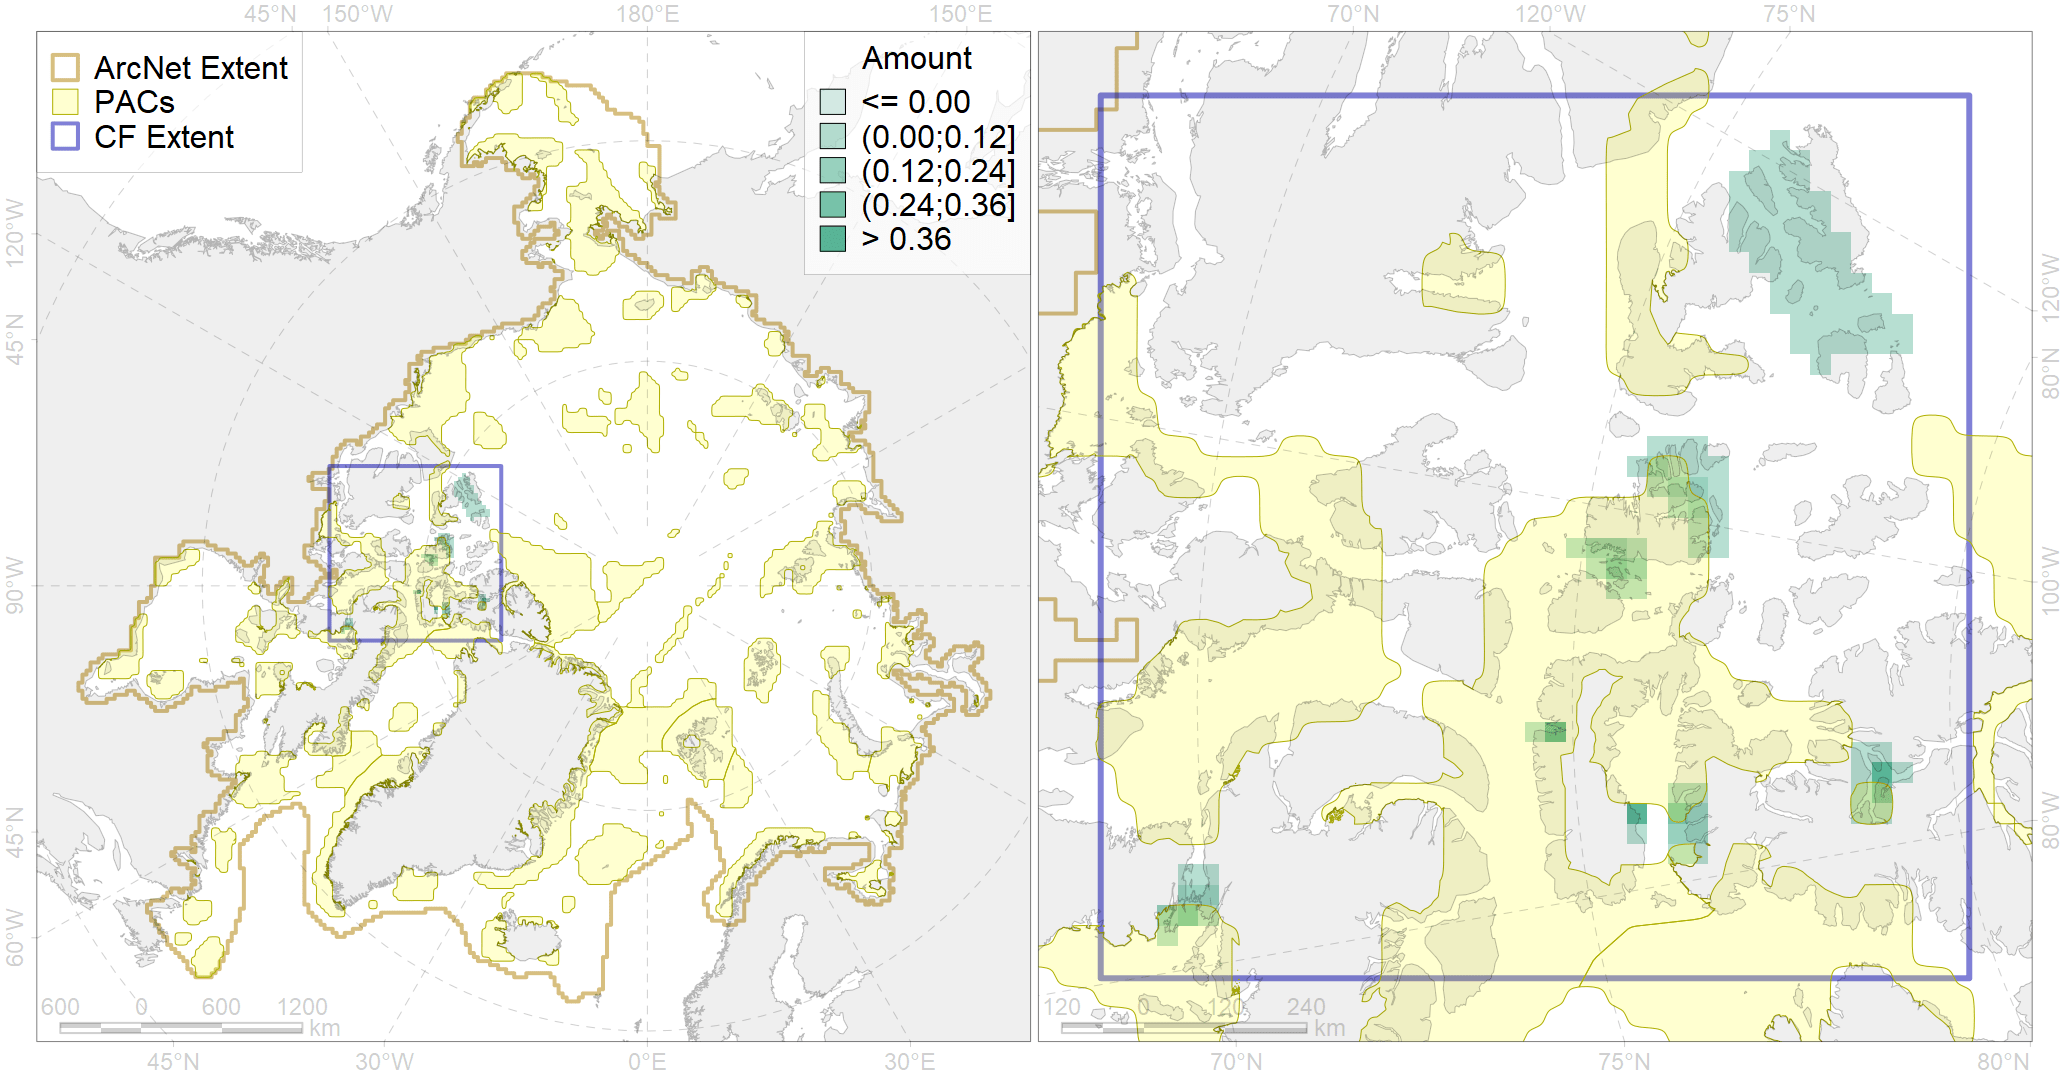 45°N 150°W 180°E 150°E 70°N 120°W 75°N
ArcNet Extent
PACs
CF Extent
Amount
<= 0.00
(0.00;0.12]
(0.12;0.24]
(0.24;0.36]
> 0.36
120°W
45°N
90°W
45°N
60°W
120°W
80°N
100°W
80°W
600 0 600 1200
km
120 0 120 240
km
45°N 30°W 0°E 30°E 70°N 75°N 80°N